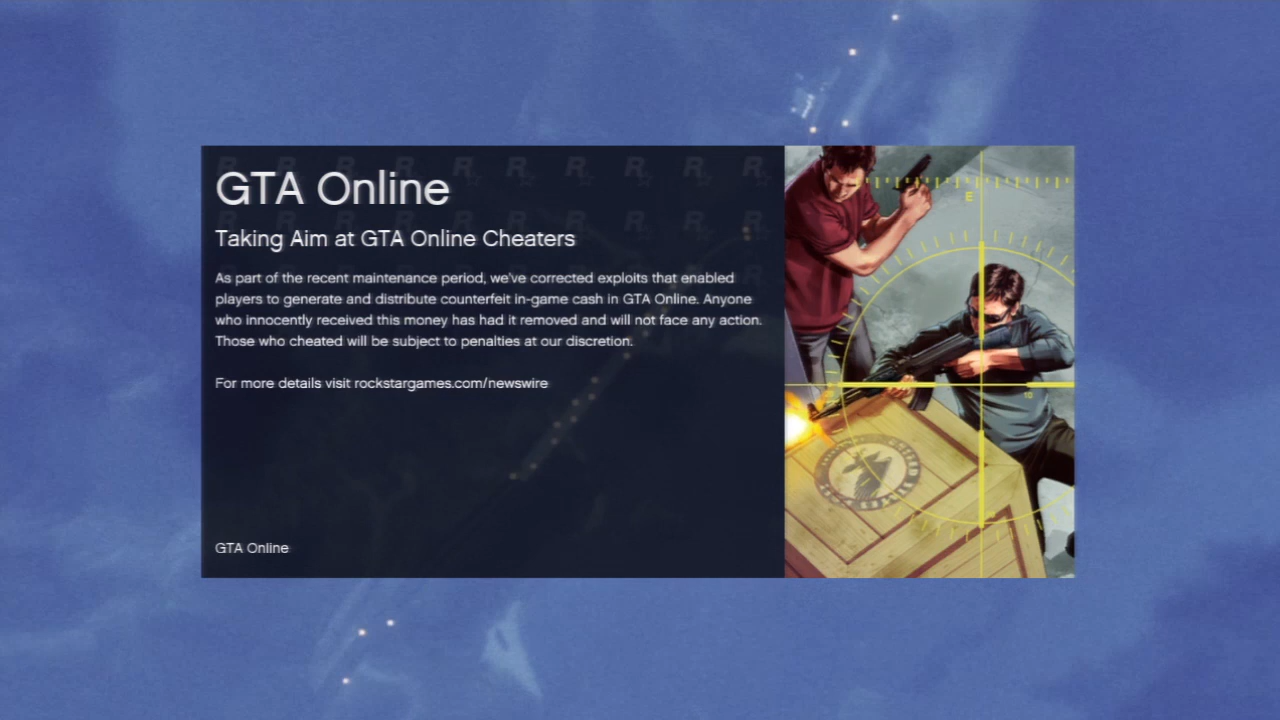 GTA Online
Taking Aim at GTA Online Cheaters
As part of the recent maintenance period, we've corrected exploits that enabled
players to generate and distribute counterfeit in-game cash in GTA Online. Anyone
who innocently received this money has had it removed and will not face any action.
Those who cheated will be subject to penalties at our discretion.
For more details visit rockstargames.com/newswire
GTA Online